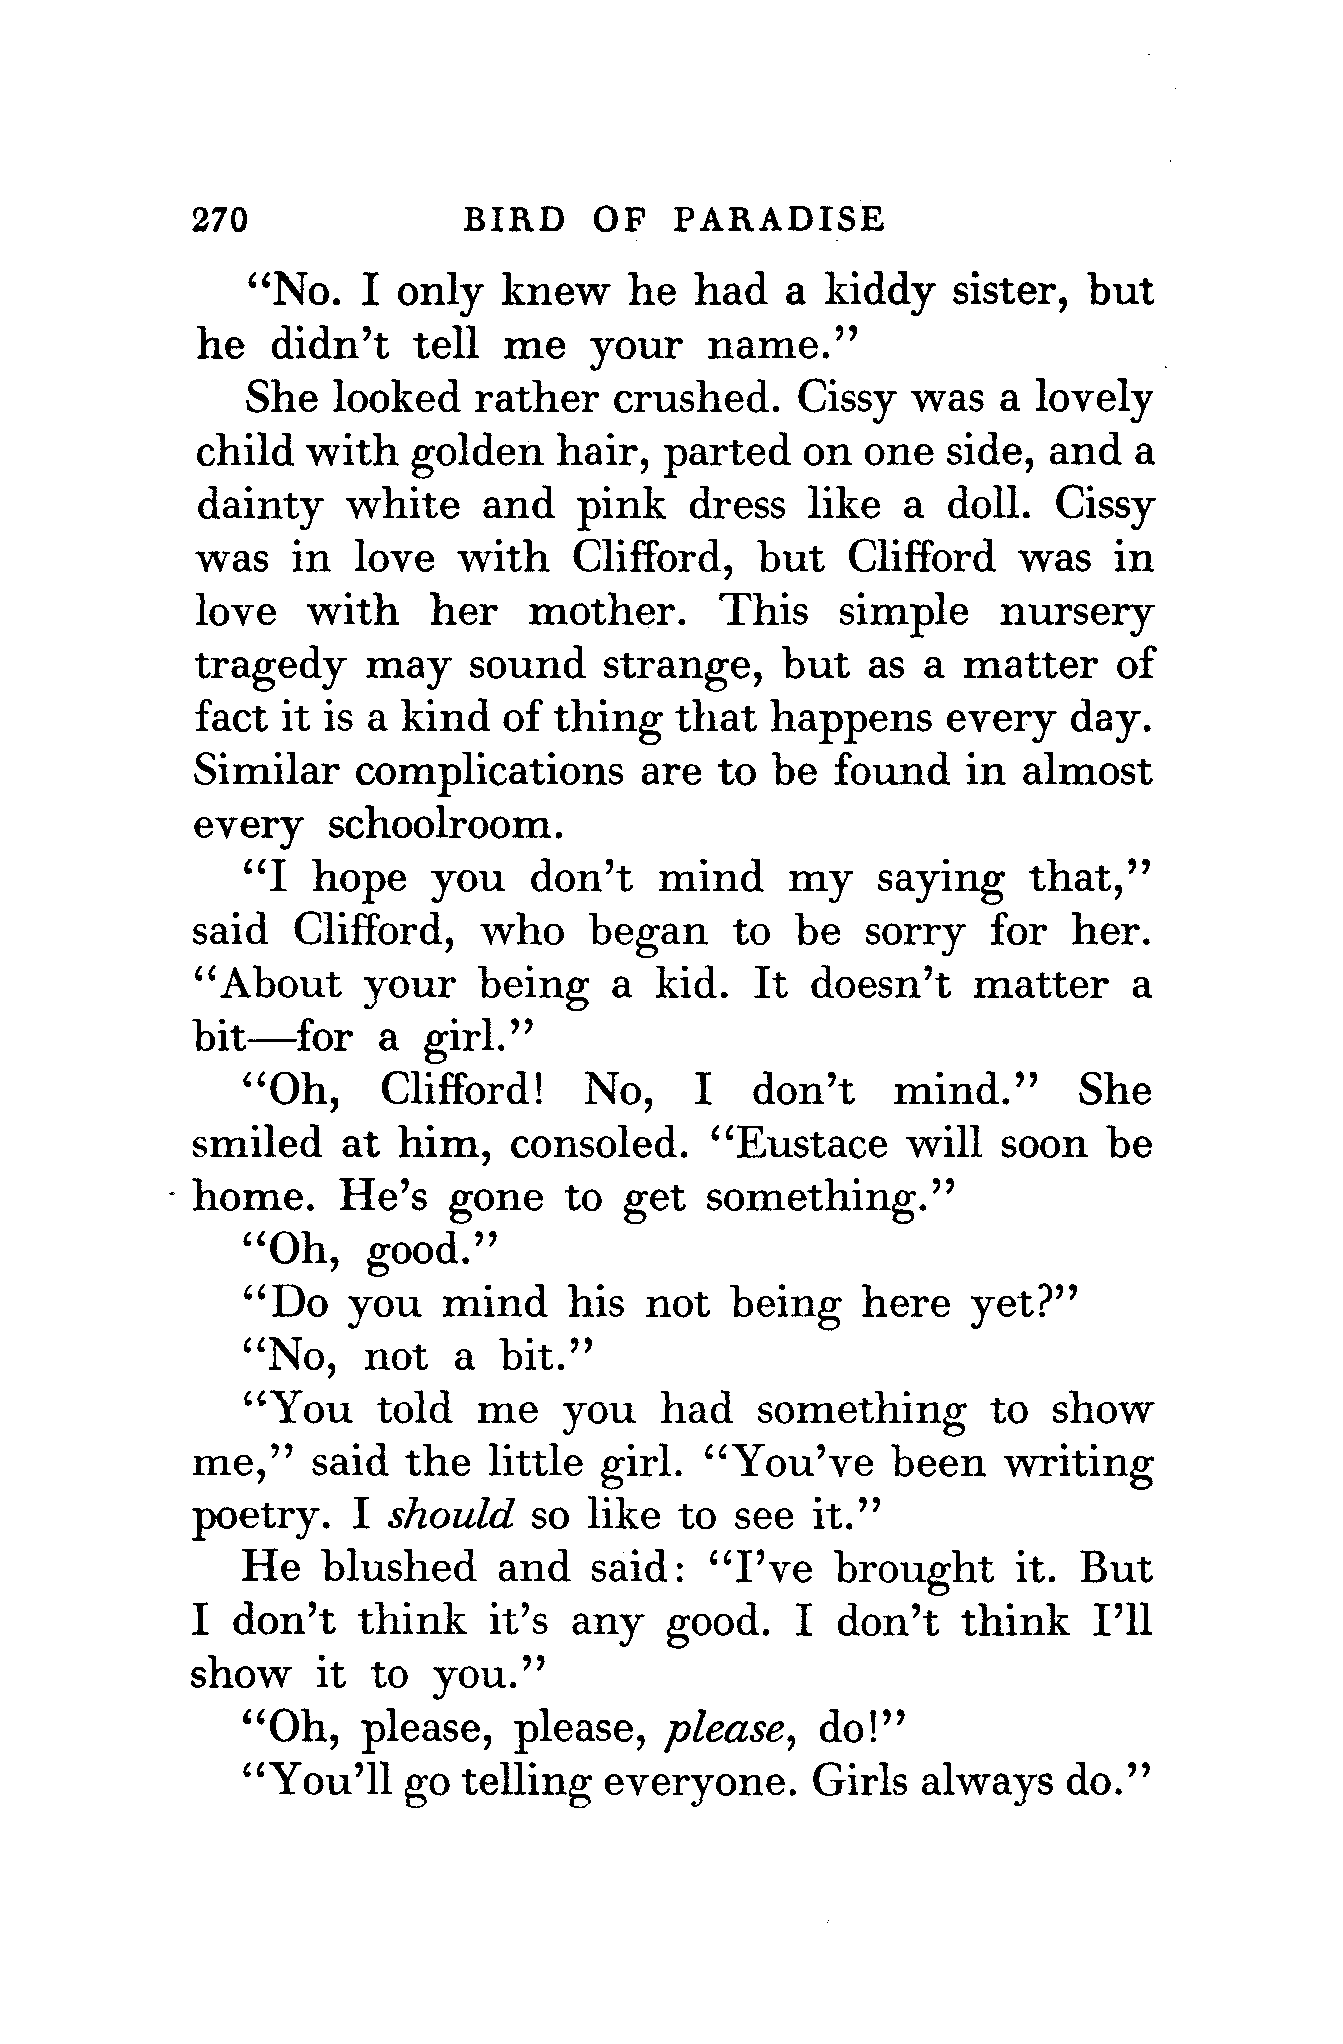 270 BIRD OF PARADISE
“No. I only knew he had a kiddy sister, but
he didn’t tell me your name.”
She looked rather crushed. Cissy was a lovely
child with golden hair, parted on one side, and a
dainty white and pink dress like a doll. Cissy
was in love with Clifford, but Clifford was in
love with her mother. This simple nursery
tragedy may sound strange, but as a matter of
fact it is a kind of thing that happens every day.
Similar complications are to be found in almost
every schoolroom.
“I hope you don’t mind my saying that,”
said Clifford, who began to be sorry for her.
“About your being a kid. It doesn’t matter a
bit—for a girl.”
“Oh, Clifford! No, I don’t mind.” She
smiled at him, consoled. “Eustace will soon be
home. He’s gone to get something.”
“Oh, good.”
“Do you mind his not being here yet?”
“No, not a bit.”
“You told me you had something to show
me,” said the little girl. “You’ve been writing
poetry. I should so like to see it.”
He blushed and said: “I’ve brought it. But
I don’t think it’s any good. I don’t think I’ll
show it to you.”
“Oh, please, please, please, do!”
“You’ll go telling everyone. Girls always do.”